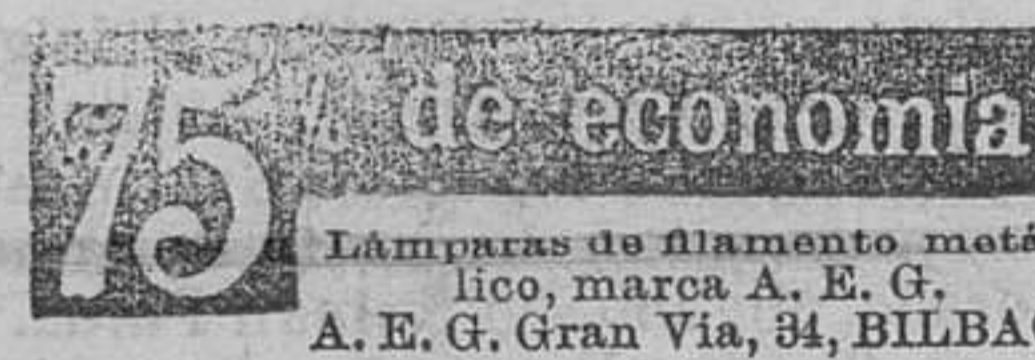 75 % de economía
Lámparas de filamento metá
lico, marca A. E. G.
A. E. G. Gran Vía, 34, BILBA